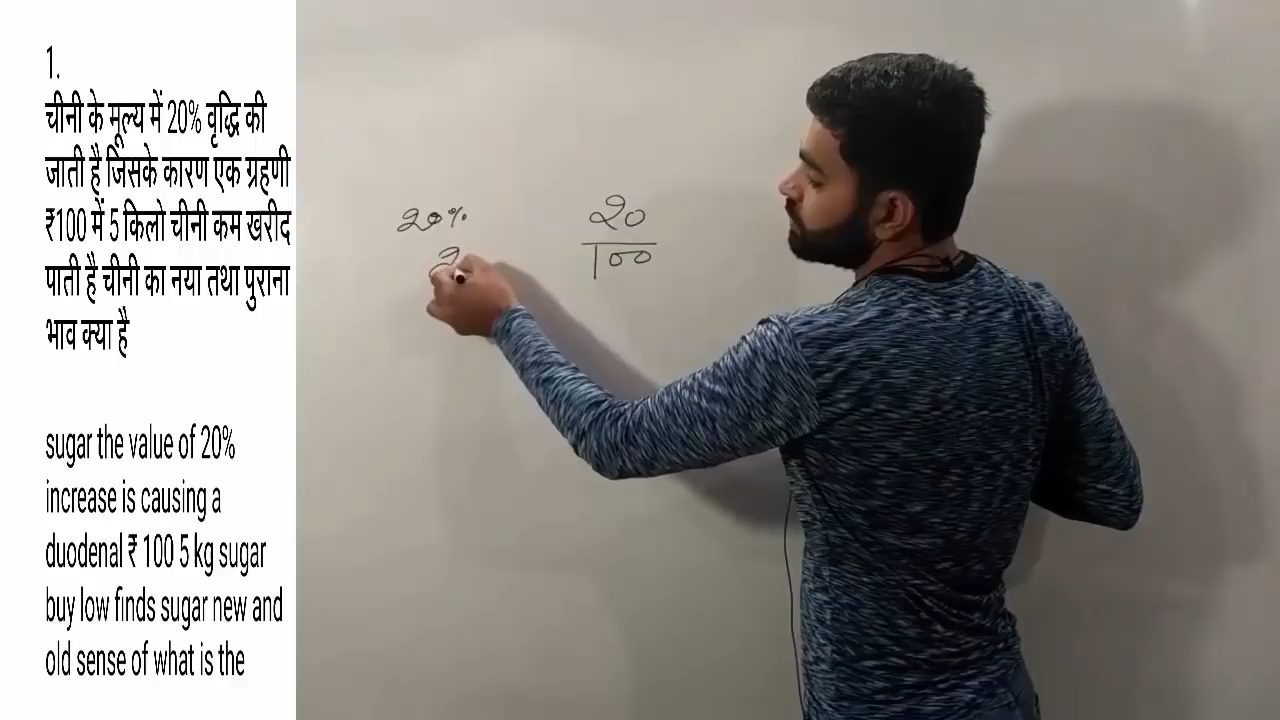 1.
चीनी के मूल्य में 20% वृद्धि की
जाती है जिसके कारण एक ग्रहणी
₹100 में 5 किलो चीनी कम खरीद
पाती है चीनी का नया तथा पुराना
भाव क्या है
sugar the value of 20%
increase is causing a
duodenal ₹ 100 5 kg sugar
buy low finds sugar new and
old sense of what is the
20%
2
20
100